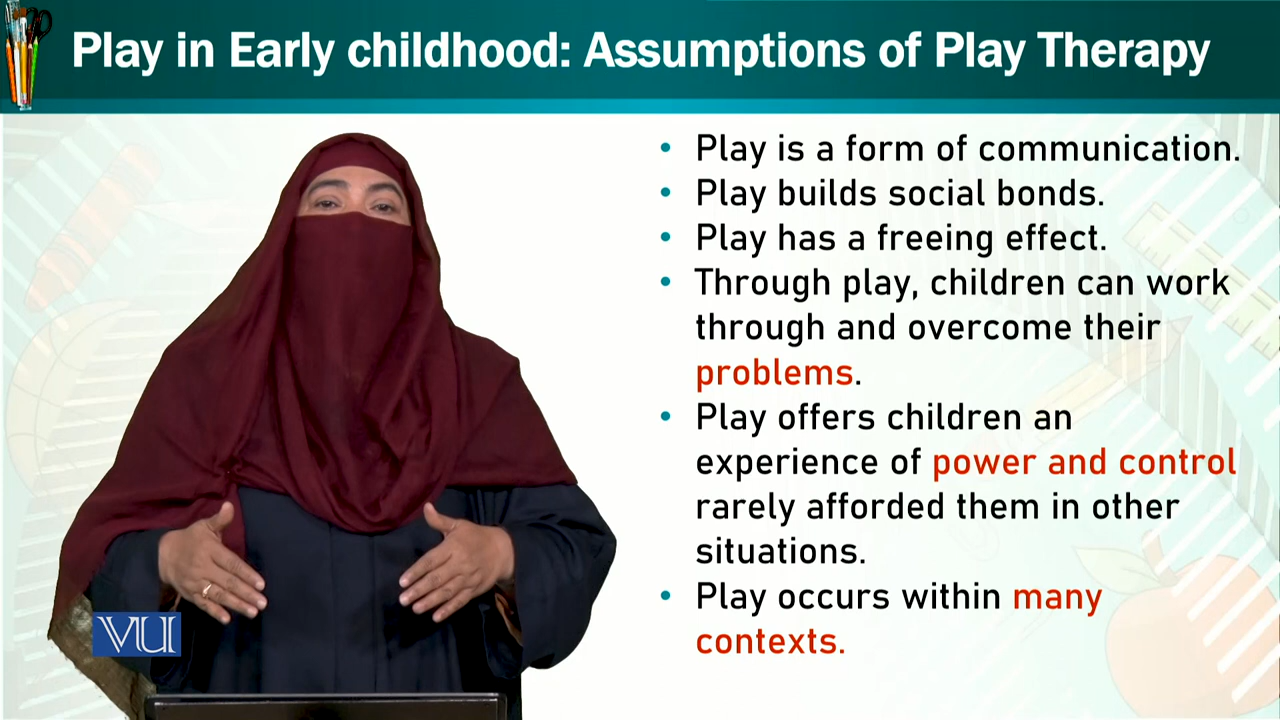 Play in Early childhood: Assumptions of Play Therapy
• Play is a form of communication.
• Play builds social bonds.
• Play has a freeing effect.
• Through play, children can work
through and overcome their
problems.
• Play offers children an
experience of power and control
rarely afforded them in other
situations.
• Play occurs within many
contexts.
VU